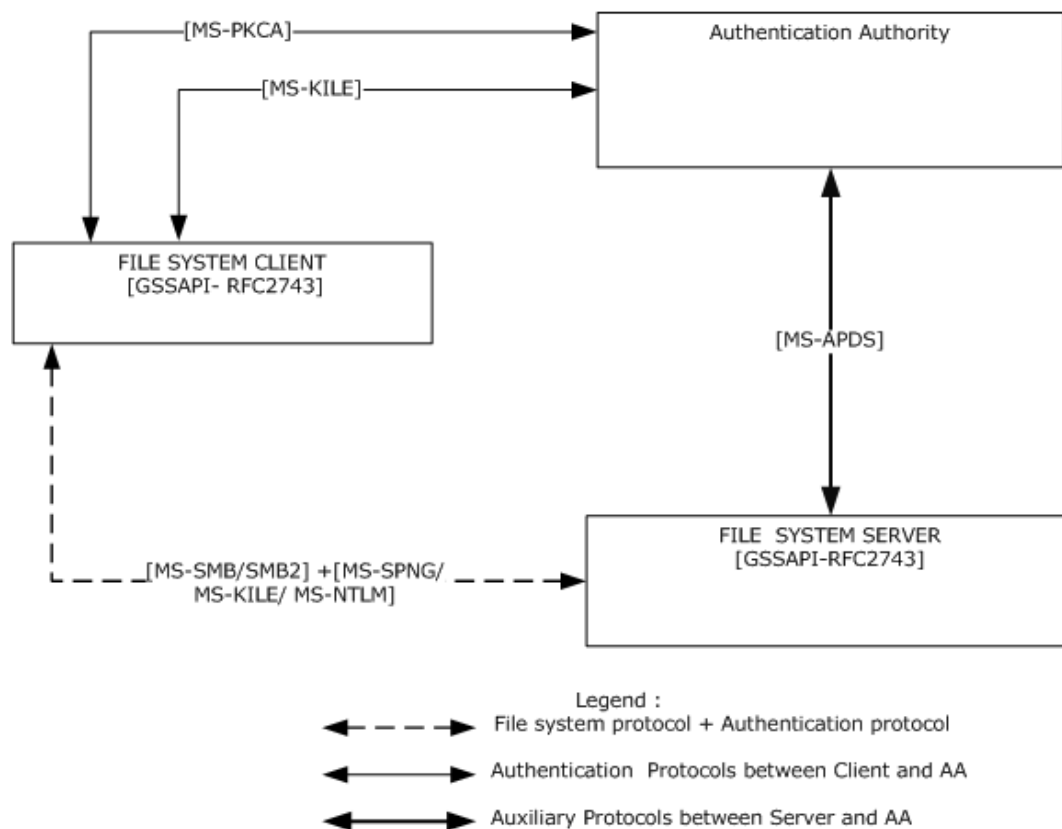 [MS-PKCA]
Authentication Authority
[MS-KILE]
FILE SYSTEM CLIENT
[GSSAPI- RFC2743]
[MS-APDS]
FILE  SYSTEM SERVER
[GSSAPI-RFC2743]
[MS-SMB/SMB2] +[MS-SPNG/
MS-KILE/ MS-NTLM]
Legend :
File system protocol + Authentication protocol
Authentication  Protocols between Client and AA
Auxiliary Protocols between Server and AA